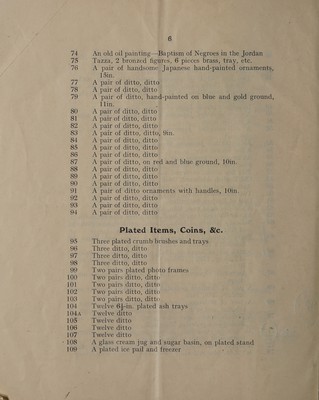 6
74 An old oil painting—Baptism of Negroes in the Jordan
75 Tazza, 2 bronzed figures, 6 pieces brass, tray, etc.
76 A pair of handsome Japanese hand-painted ornaments,
15in.
77 A pair of ditto, ditto
78 A pair of ditto, ditto
79 A pair of ditto, hand-painted on blue and gold ground,
11in.
80 A pair of ditto, ditto
81 A pair of ditto, ditto
82 A pair of ditto, ditto
83 A pair of ditto, ditto, 9in.
84 A pair of ditto, ditto
85 A pair of ditto, ditto
86 A pair of ditto, ditto
87 A pair of ditto, on red and blue ground, 10in.
88 A pair of ditto, ditto
89 A pair of ditto, ditto
90 A pair of ditto, ditto
91 A pair of ditto ornaments with handles, 10in.
92 A pair of ditto, ditto
93 A pair of ditto, ditto
94 A pair of ditto, ditto
Plated Items, Coins, &c.
95 Three plated crumb brushes and trays
96 Three ditto, ditto
97 Three ditto, ditto
98 Three ditto, ditto
99 Two pairs plated photo frames
100 Two pairs ditto, ditto
101 Two pairs ditto, ditto
102 Two pairs ditto, ditto
103 Two pairs ditto, ditto
104 Twelve 6½-in. plated ash trays
104A Twelve ditto
105 Twelve ditto
106 Twelve ditto
107 Twelve ditto
108 A glass cream jug and sugar basin, on plated stand
109 A plated ice pail and freezer